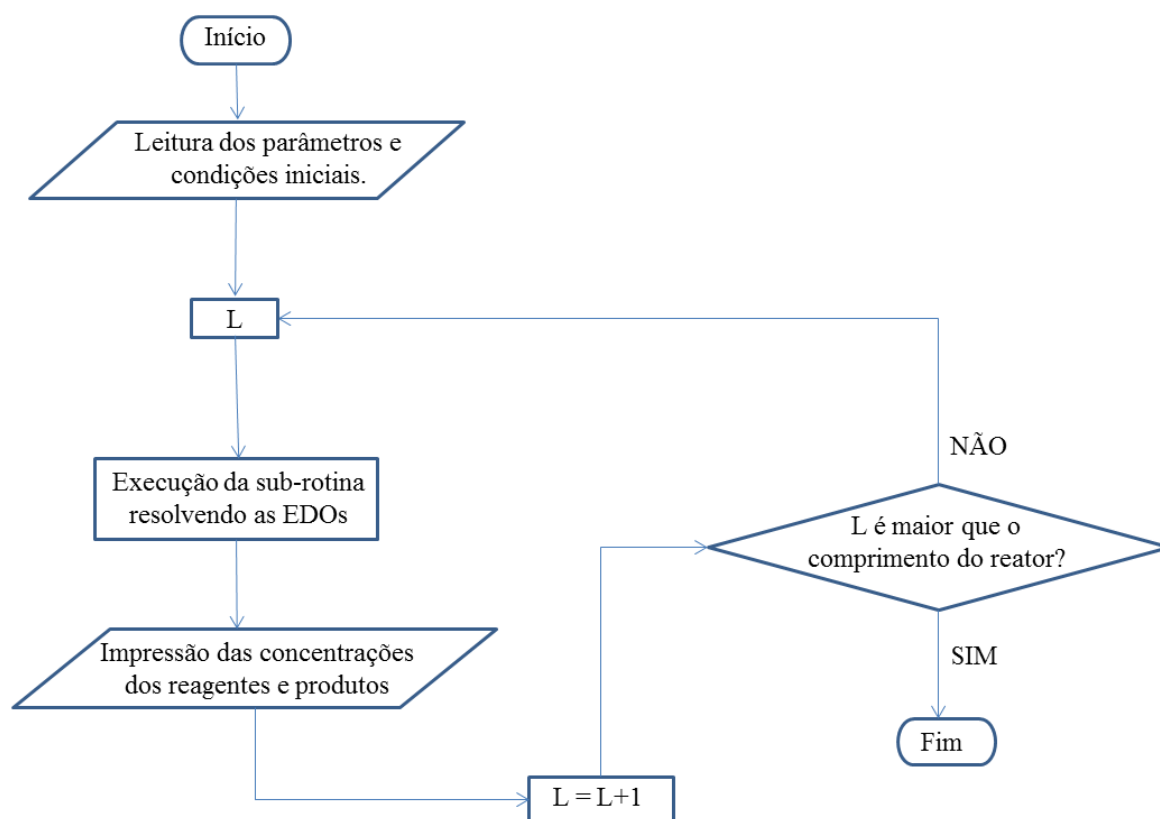 Início
Leitura dos parâmetros e
condições iniciais.
L
Execução da sub-rotina
resolvendo as EDOs
Impressão das concentrações
dos reagentes e produtos
L = L+1
L é maior que o
comprimento do reator?
NÃO
SIM
Fim